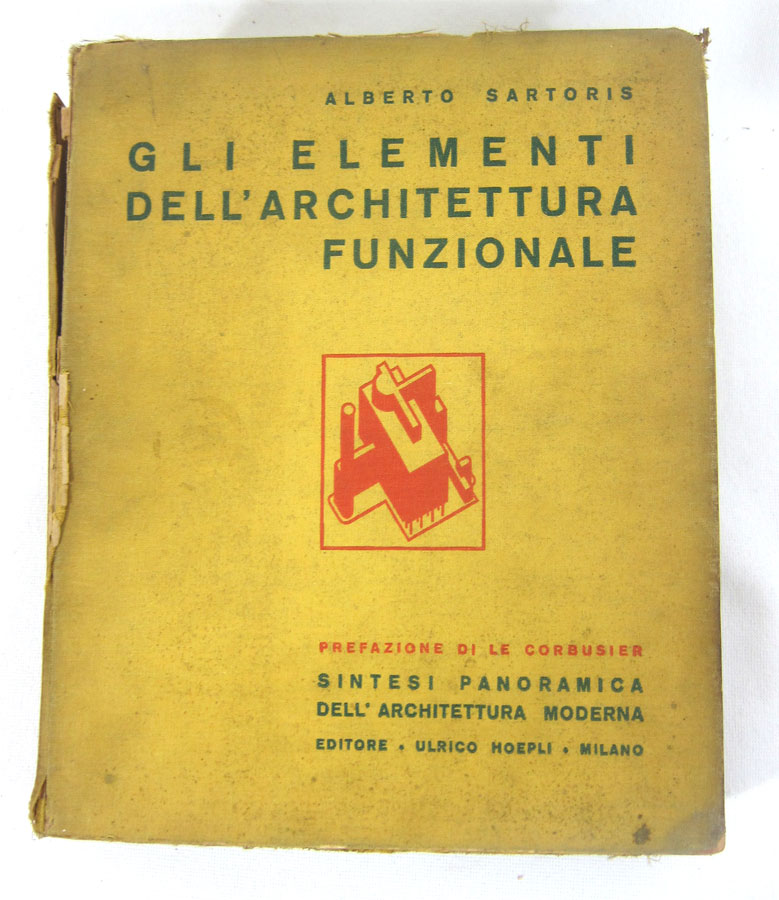 ALBERTO SARTORIS
GLI ELEMENTI
DELL'ARCHITETTURA
FUNZIONALE
PREFAZIONE DI LE CORBUSIER
SINTESI PANORAMICA
DELL'ARCHITETTURA MODERNA
EDITORE • ULRICO HOEPLI • MILANO